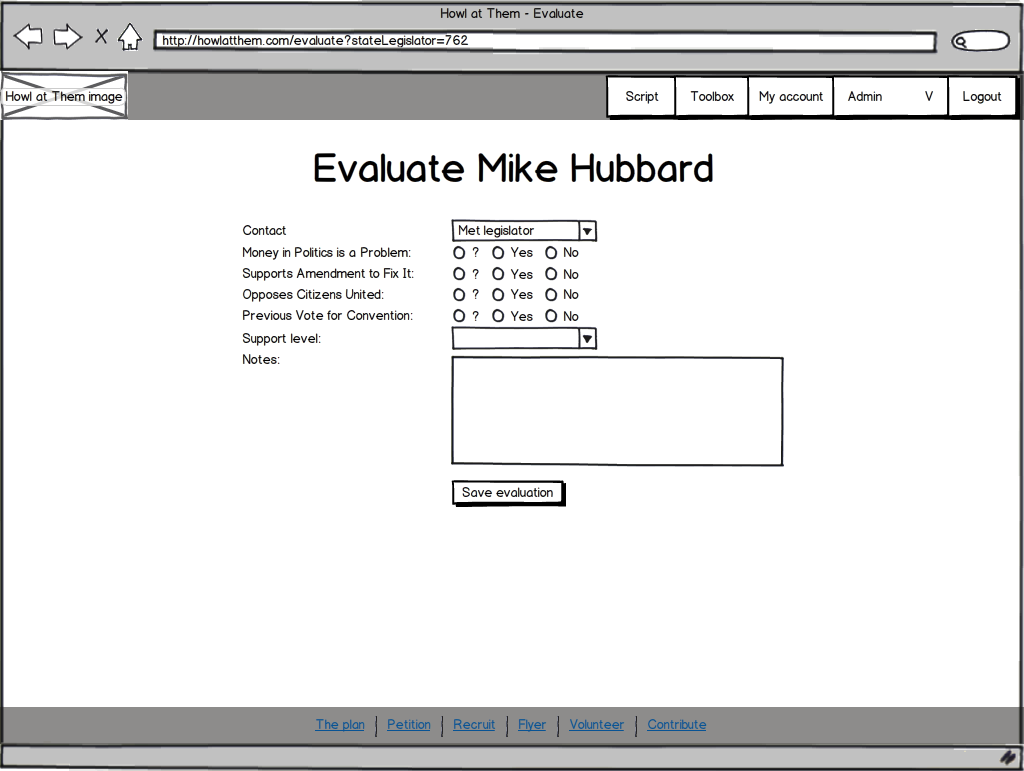 Howl at Them - Evaluate
X http://howlatthem.com/evaluate?stateLegislator=762
Howl at Them image Script Toolbox My account Admin V Logout
Evaluate Mike Hubbard
Contact Met legislator
Money in Politics is a Problem: ? Yes No
Supports Amendment to Fix It: ? Yes No
Opposes Citizens United: ? Yes No
Previous Vote for Convention: ? Yes No
Support level:
Notes:
Save evaluation
The plan | Petition | Recruit | Flyer | Volunteer | Contribute